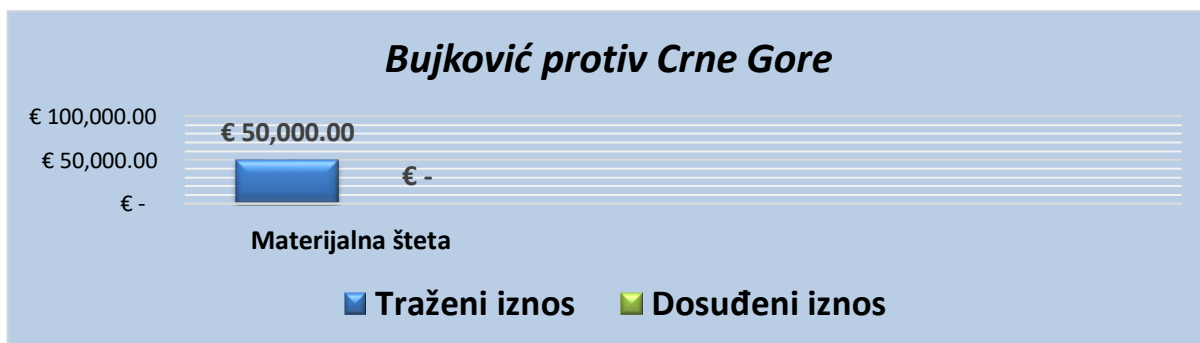 Bujković protiv Crne Gore
€ 100,000.00
€ 50,000.00
€ 50,000.00
€ -
€ -
Materijalna šteta
Traženi iznos
Dosuđeni iznos